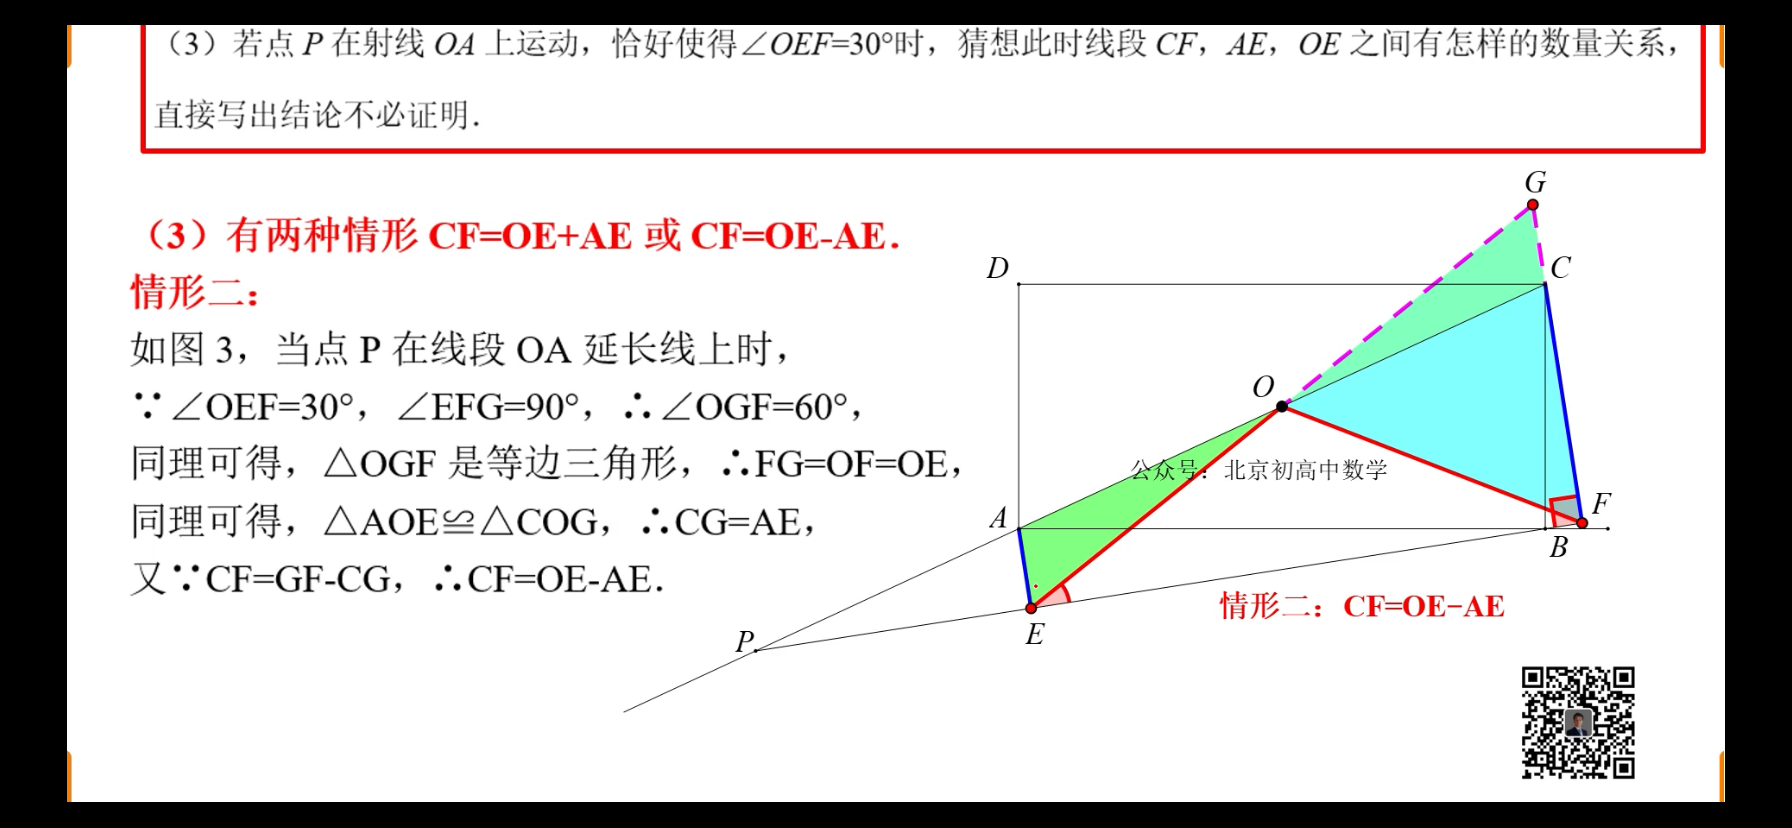 （3）若点 P 在射线 OA 上运动，恰好使得∠OEF=30°时，猜想此时线段 CF，AE，OE 之间有怎样的数量关系，
直接写出结论不必证明．
（3）有两种情形 CF=OE+AE 或 CF=OE-AE．
情形二：
如图 3，当点 P 在线段 OA 延长线上时，
∵∠OEF=30°，∠EFG=90°，∴∠OGF=60°，
同理可得，△OGF 是等边三角形，∴FG=OF=OE，
同理可得，△AOE≌△COG，∴CG=AE，
又∵CF=GF-CG，∴CF=OE-AE．
G
D
C
O
公众号：北京初高中数学
A
F
B
情形二：CF=OE−AE
E
P